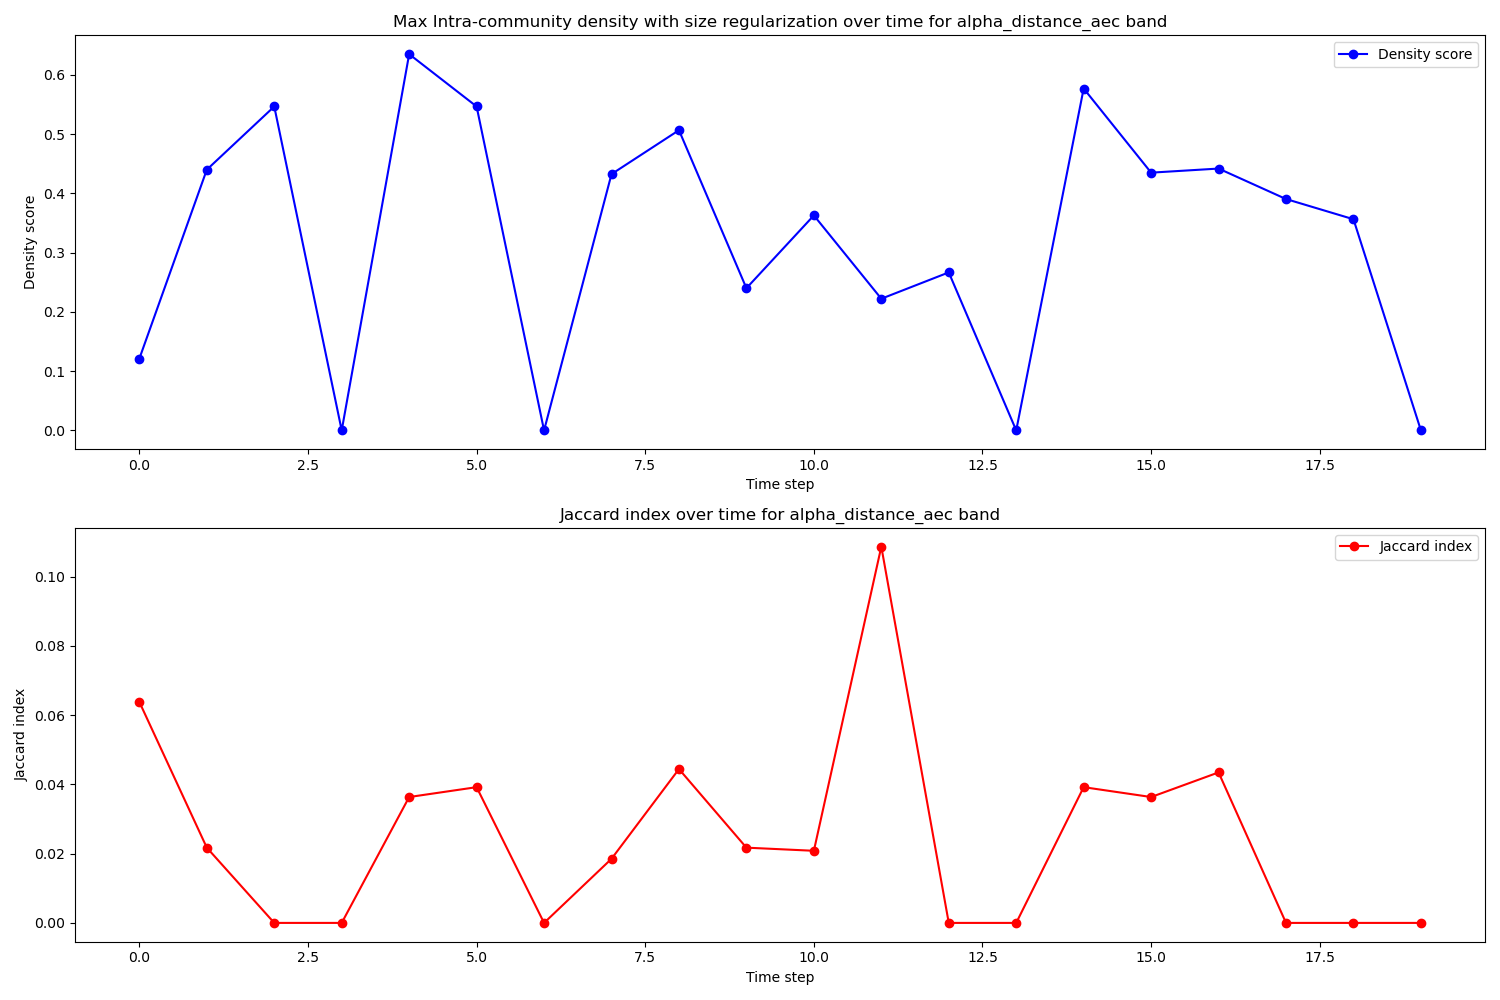 Max Intra-community density with size regularization over time for alpha_distance_aec band
Density score
0.6
0.5
0.4
0.3
0.2
0.1
0.0
Density score
0.0 2.5 5.0 7.5 10.0 12.5 15.0 17.5
Time step
Jaccard index over time for alpha_distance_aec band
Jaccard index
0.10
0.08
0.06
0.04
0.02
0.00
Jaccard index
0.0 2.5 5.0 7.5 10.0 12.5 15.0 17.5
Time step